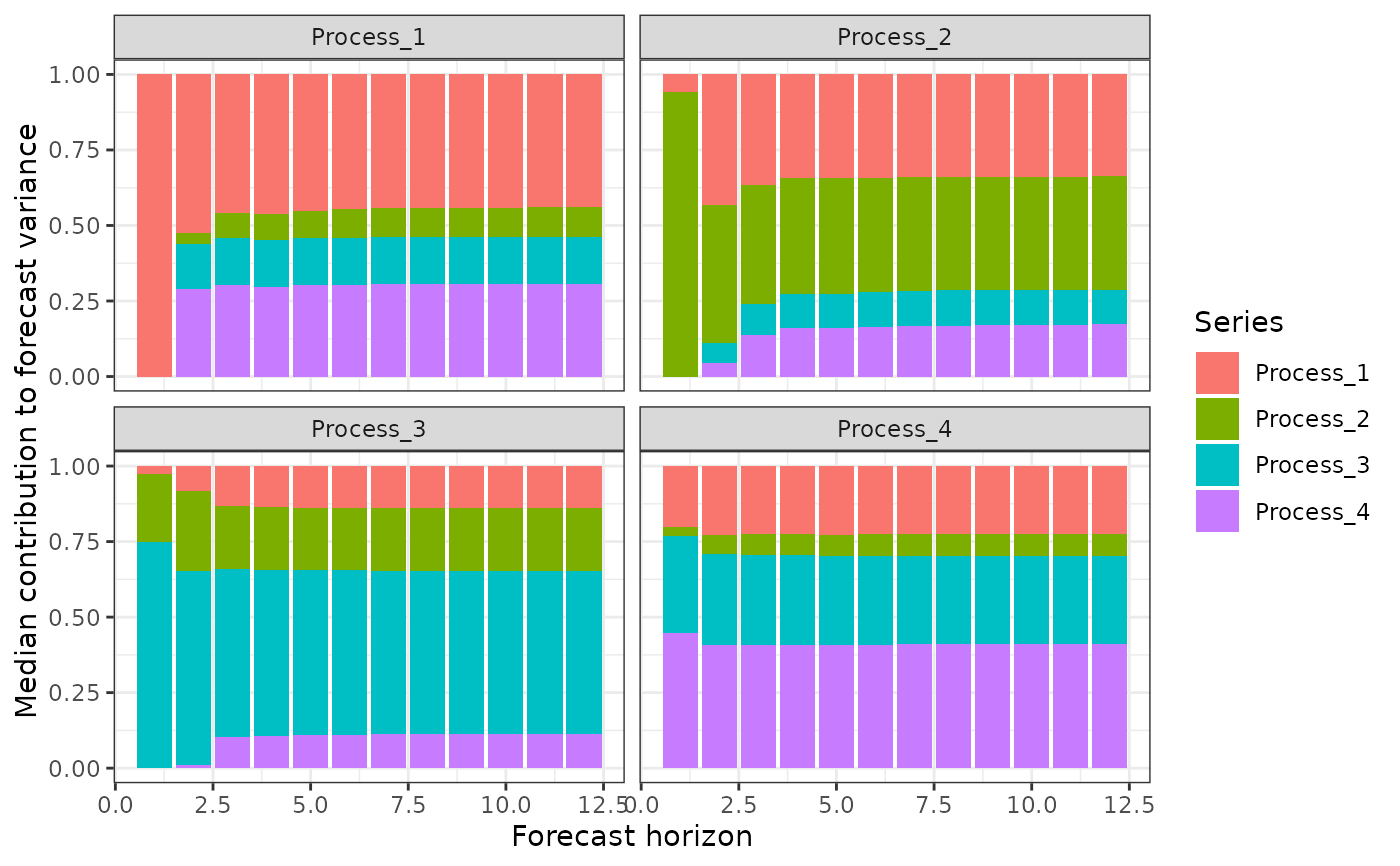 Process_1
Process_2
1.00
0.75
0.50
0.25
0.00
Median contribution to forecast variance
Process_3
Process_4
1.00
0.75
0.50
0.25
0.00
0.0 2.5 5.0 7.5 10.0 12.5
0.0 2.5 5.0 7.5 10.0 12.5
Forecast horizon
Series
Process_1
Process_2
Process_3
Process_4